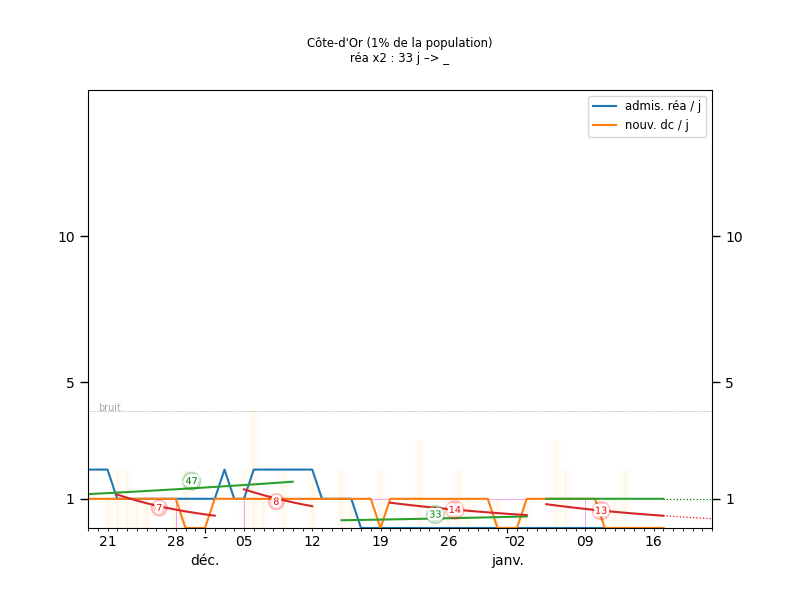 Côte-d'Or (1% de la population)
réa x2 : 33 j –> _
admis. réa / j
nouv. dc / j
10 10
5 5
bruit
1 1
47
7
8
33
14
13
21 28 - 05 12 19 26 - 02 09 16
déc. janv.